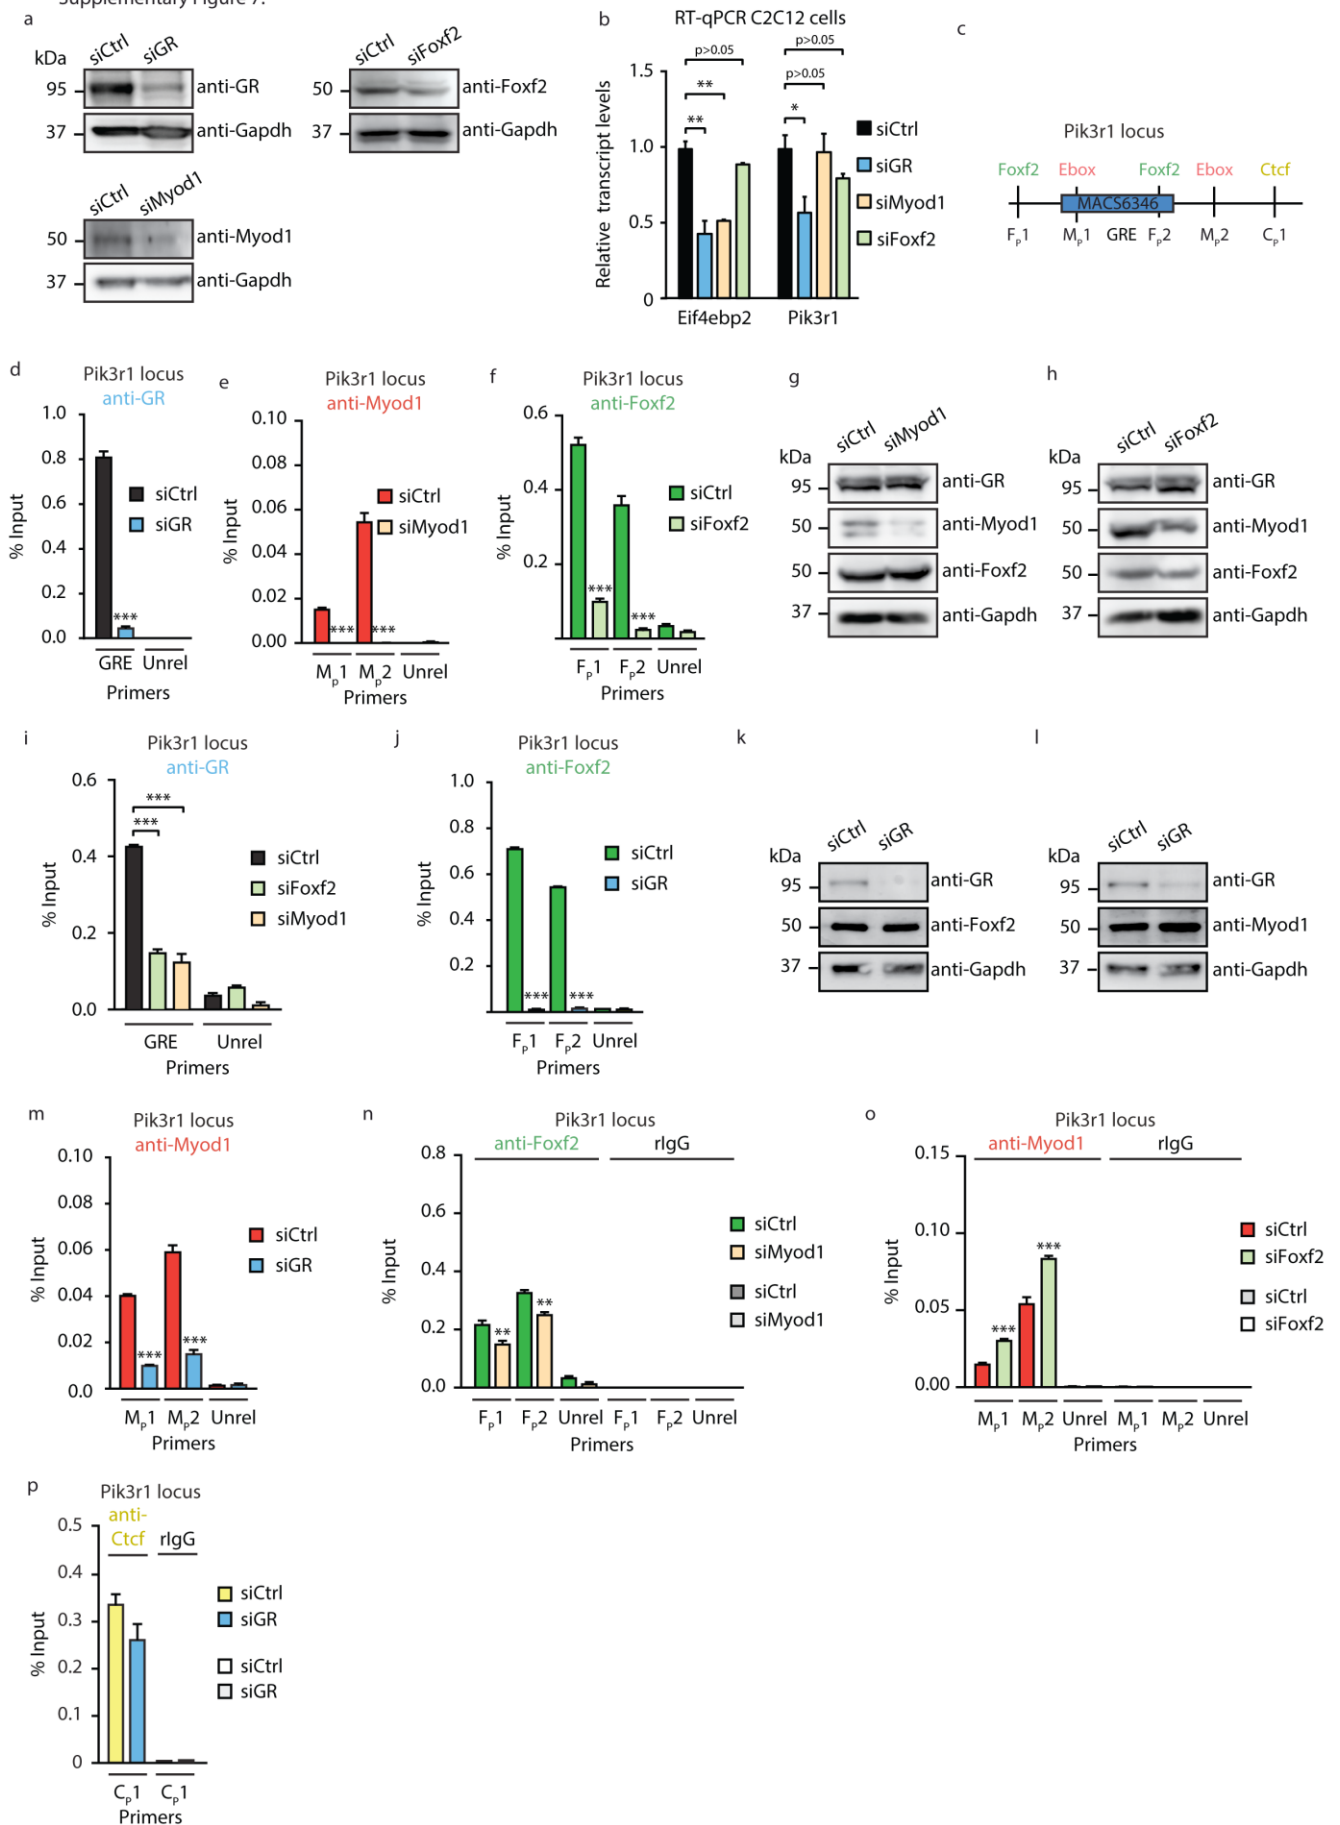 Supplementary Figure 7.
a
siCtrl siGR
kDa
95 anti-GR
37 anti-Gapdh
siCtrl siFoxf2
50 anti-Foxf2
37 anti-Gapdh
siCtrl siMyod1
50 anti-Myod1
37 anti-Gapdh
b
RT-qPCR C2C12 cells
Relative transcript levels
1.5
1.0
0.5
0
p>0.05
**
**
p>0.05
p>0.05
*
siCtrl
siGR
siMyod1
siFoxf2
Eif4ebp2 Pik3r1
c
Pik3r1 locus
Foxf2 Ebox Foxf2 Ebox Ctcf
MACS6346
FP1 MP1 GRE FP2 MP2 CP1
d
Pik3r1 locus
anti-GR
% Input
1.0
0.8
0.6
0.4
0.2
0.0
***
siCtrl
siGR
GRE Unrel
Primers
e
Pik3r1 locus
anti-Myod1
% Input
0.10
0.08
0.06
0.04
0.02
0.00
*** ***
siCtrl
siMyod1
MP1 MP2 Unrel
Primers
f
Pik3r1 locus
anti-Foxf2
% Input
0.6
0.4
0.2
*** ***
siCtrl
siFoxf2
FP1 FP2 Unrel
Primers
g
siCtrl siMyod1
kDa
95 anti-GR
50 anti-Myod1
50 anti-Foxf2
37 anti-Gapdh
h
siCtrl siFoxf2
kDa
95 anti-GR
50 anti-Myod1
50 anti-Foxf2
37 anti-Gapdh
i
Pik3r1 locus
anti-GR
% Input
0.6
0.4
0.2
0.0
***
***
siCtrl
siFoxf2
siMyod1
GRE Unrel
Primers
j
Pik3r1 locus
anti-Foxf2
% Input
1.0
0.8
0.6
0.4
0.2
*** ***
siCtrl
siGR
FP1 FP2 Unrel
Primers
k
siCtrl siGR
kDa
95 anti-GR
50 anti-Foxf2
37 anti-Gapdh
l
siCtrl siGR
kDa
95 anti-GR
50 anti-Myod1
37 anti-Gapdh
m
Pik3r1 locus
anti-Myod1
% Input
0.10
0.08
0.06
0.04
0.02
0.0
*** ***
siCtrl
siGR
MP1 MP2 Unrel
Primers
n
Pik3r1 locus
anti-Foxf2 rIgG
% Input
0.8
0.6
0.4
0.2
0.0
** **
siCtrl
siMyod1
siCtrl
siMyod1
FP1 FP2 Unrel FP1 FP2 Unrel
Primers
o
Pik3r1 locus
anti-Myod1 rIgG
% Input
0.15
0.10
0.05
0.00
*** ***
siCtrl
siFoxf2
siCtrl
siFoxf2
MP1 MP2 Unrel MP1 MP2 Unrel
Primers
p
Pik3r1 locus
anti-
Ctcf rIgG
% Input
0.5
0.4
0.3
0.2
0.1
0
siCtrl
siGR
siCtrl
siGR
CP1 CP1
Primers